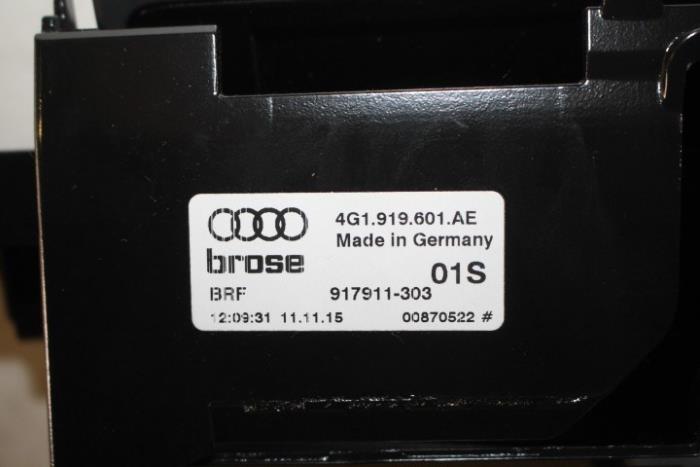 4G1.919.601.AE
Made in Germany
brose
01S
BRF 917911-303
12:09:31 11.11.15 00870522 #